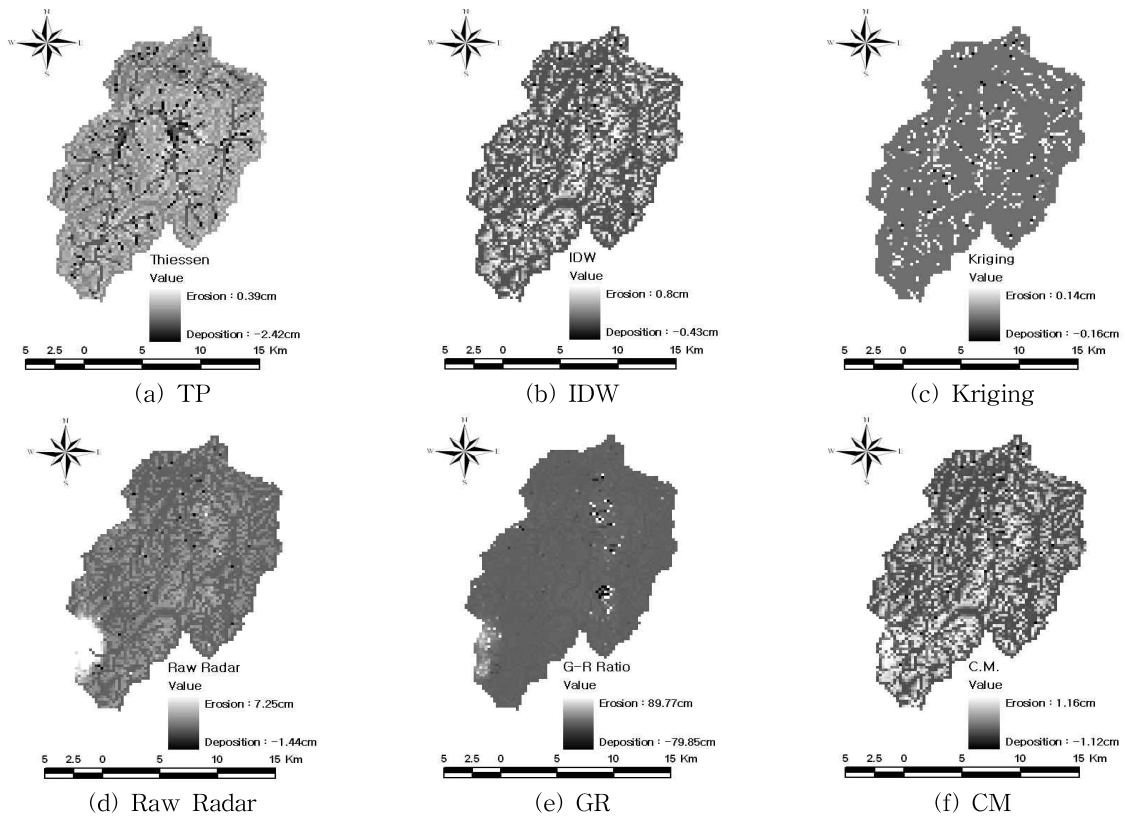 N
W E
S
Thiessen
Value
Erosion : 0.39cm
Deposition : -2.42cm
5 2.5 0 5 10 15 Km
(a) TP
N
W E
S
IDW
Value
Erosion : 0.8cm
Deposition : -0.43cm
5 2.5 0 5 10 15 Km
(b) IDW
N
W E
S
Kriging
Value
Erosion : 0.14cm
Deposition : -0.16cm
5 2.5 0 5 10 15 Km
(c) Kriging
N
W E
S
Raw Radar
Value
Erosion : 7.25cm
Deposition : -1.44cm
5 2.5 0 5 10 15 Km
(d) Raw Radar
N
W E
S
G-R Ratio
Value
Erosion : 89.77cm
Deposition : -79.85cm
5 2.5 0 5 10 15 Km
(e) GR
N
W E
S
C.M.
Value
Erosion : 1.16cm
Deposition : -1.12cm
5 2.5 0 5 10 15 Km
(f) CM